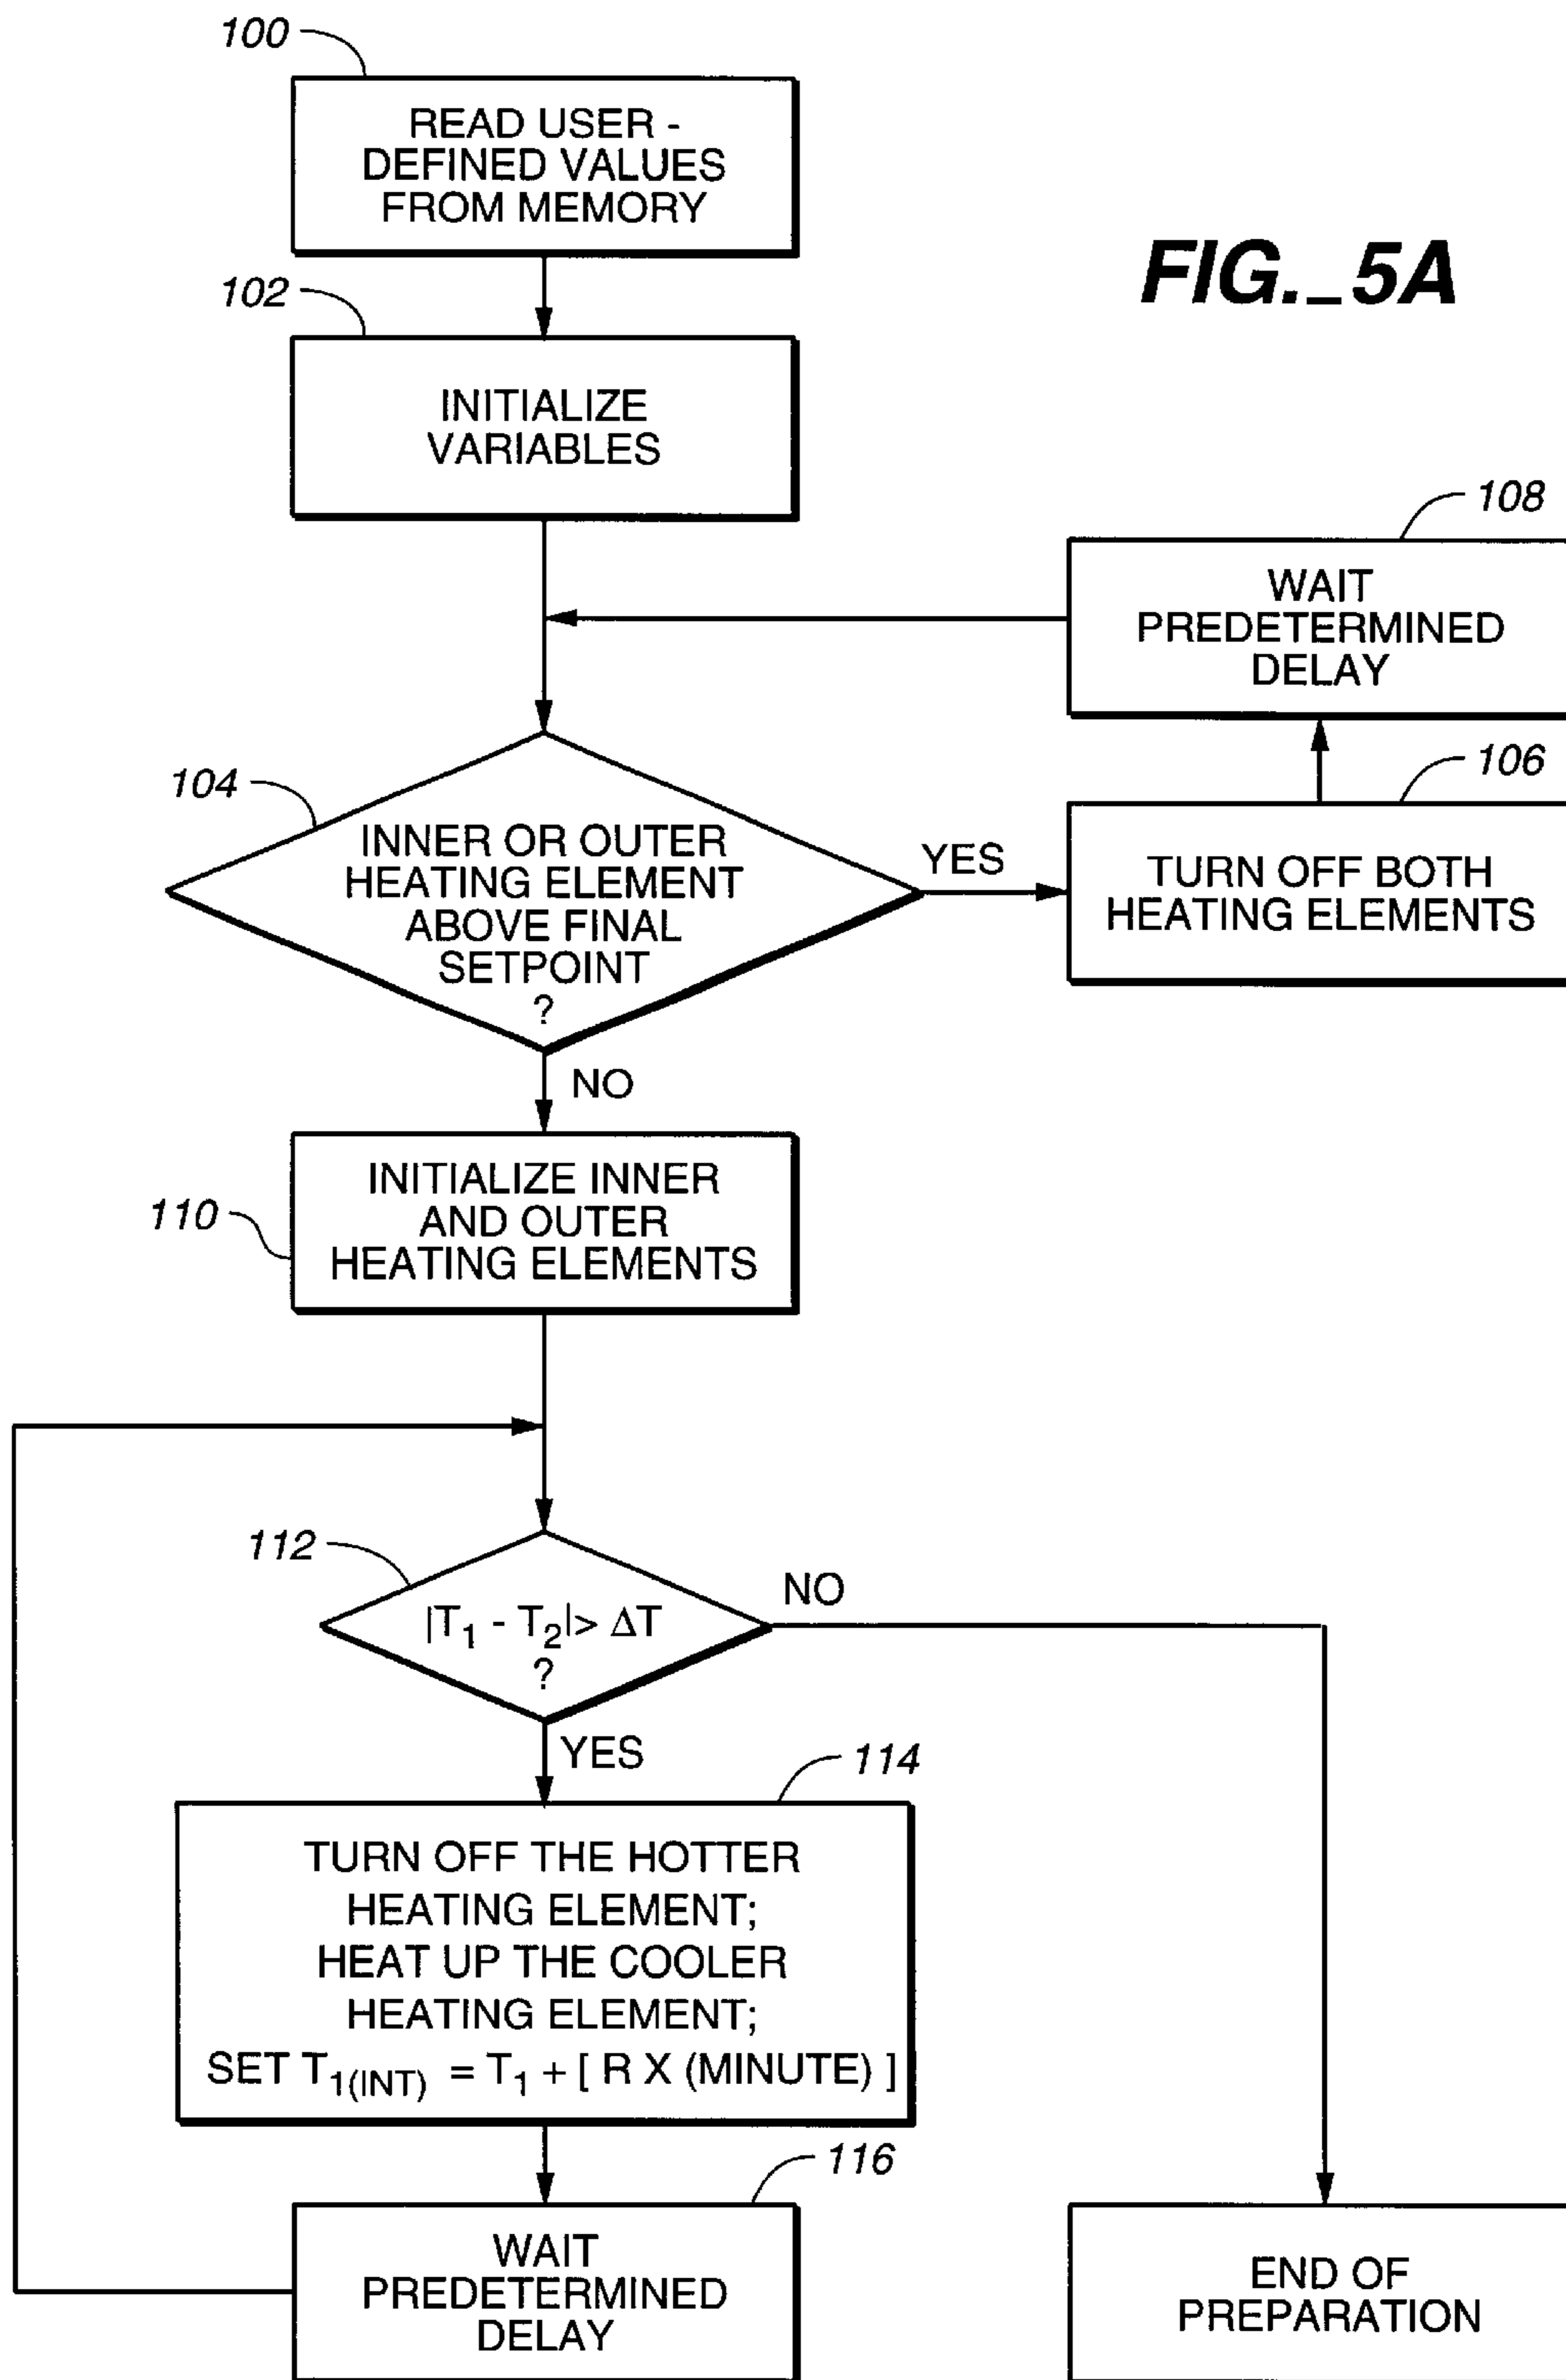 100
READ USER -
DEFINED VALUES
FROM MEMORY
FIG._5A
102
INITIALIZE
VARIABLES
108
WAIT
PREDETERMINED
DELAY
104
INNER OR OUTER
HEATING ELEMENT
ABOVE FINAL
SETPOINT
?
YES
106
TURN OFF BOTH
HEATING ELEMENTS
NO
110
INITIALIZE INNER
AND OUTER
HEATING ELEMENTS
112
|T1 - T2|> ΔT
?
NO
YES
114
TURN OFF THE HOTTER
HEATING ELEMENT;
HEAT UP THE COOLER
HEATING ELEMENT;
SET T1(INT) = T1 + [ R X (MINUTE) ]
116
WAIT
PREDETERMINED
DELAY
END OF
PREPARATION